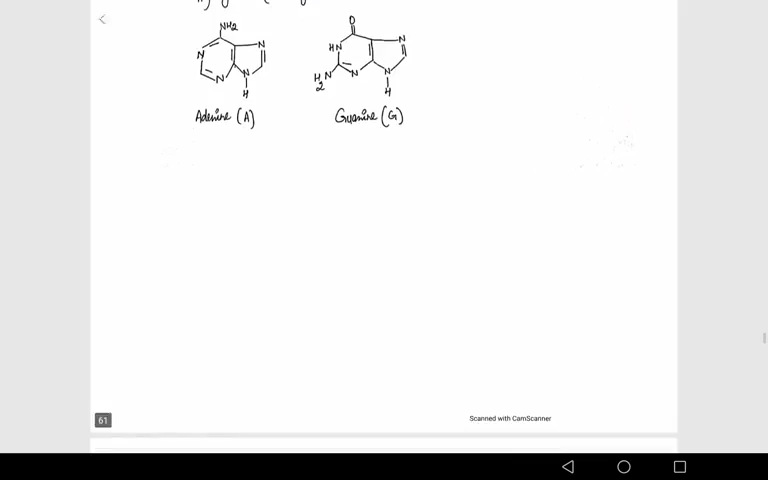 NH2
N
N
N
N
H
O
HN
N
H2N
N
N
H
Adenine (A)
Guanine (G)
61
Scanned with CamScanner